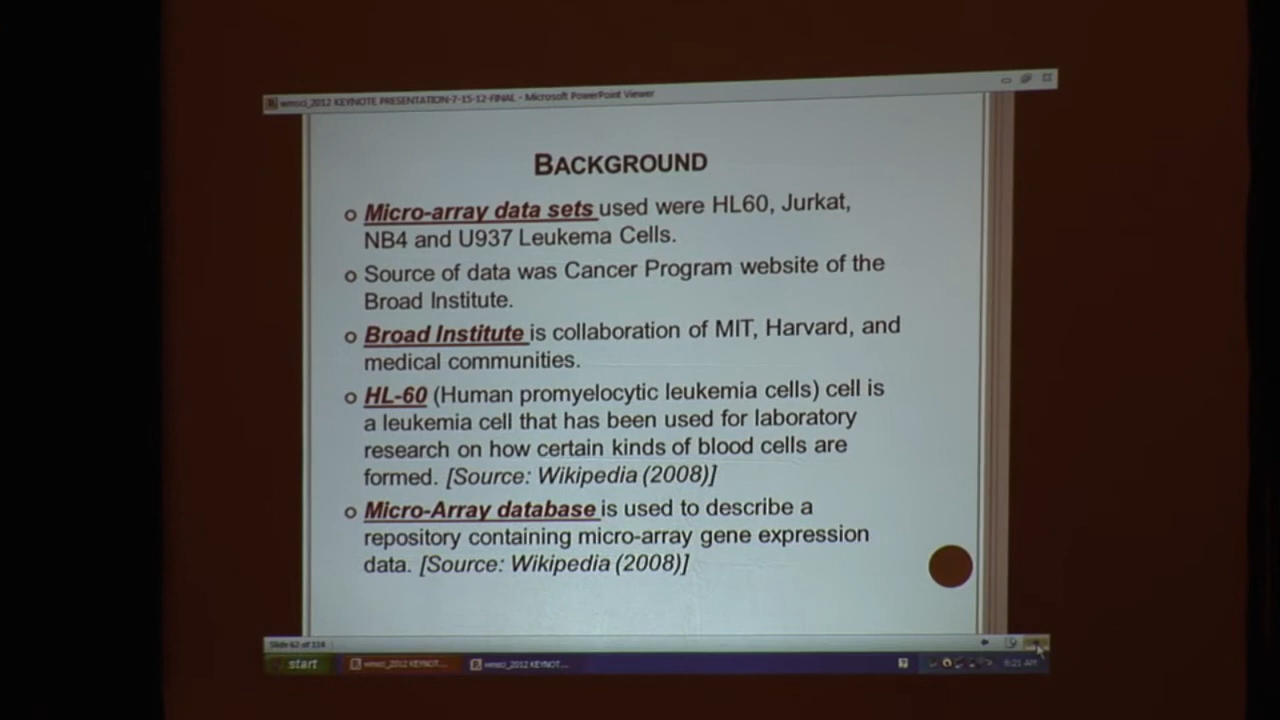 wmsci_2012 KEYNOTE PRESENTATION-7-15-12-FINAL - Microsoft PowerPoint Viewer
BACKGROUND
Micro-array data sets used were HL60, Jurkat,
NB4 and U937 Leukema Cells.
Source of data was Cancer Program website of the
Broad Institute.
Broad Institute is collaboration of MIT, Harvard, and
medical communities.
HL-60 (Human promyelocytic leukemia cells) cell is
a leukemia cell that has been used for laboratory
research on how certain kinds of blood cells are
formed. [Source: Wikipedia (2008)]
Micro-Array database is used to describe a
repository containing micro-array gene expression
data. [Source: Wikipedia (2008)]
Slide 62 of 114
start wmsci_2012 KEYNOT... wmsci_2012 KEYNOT... 6:21 AM